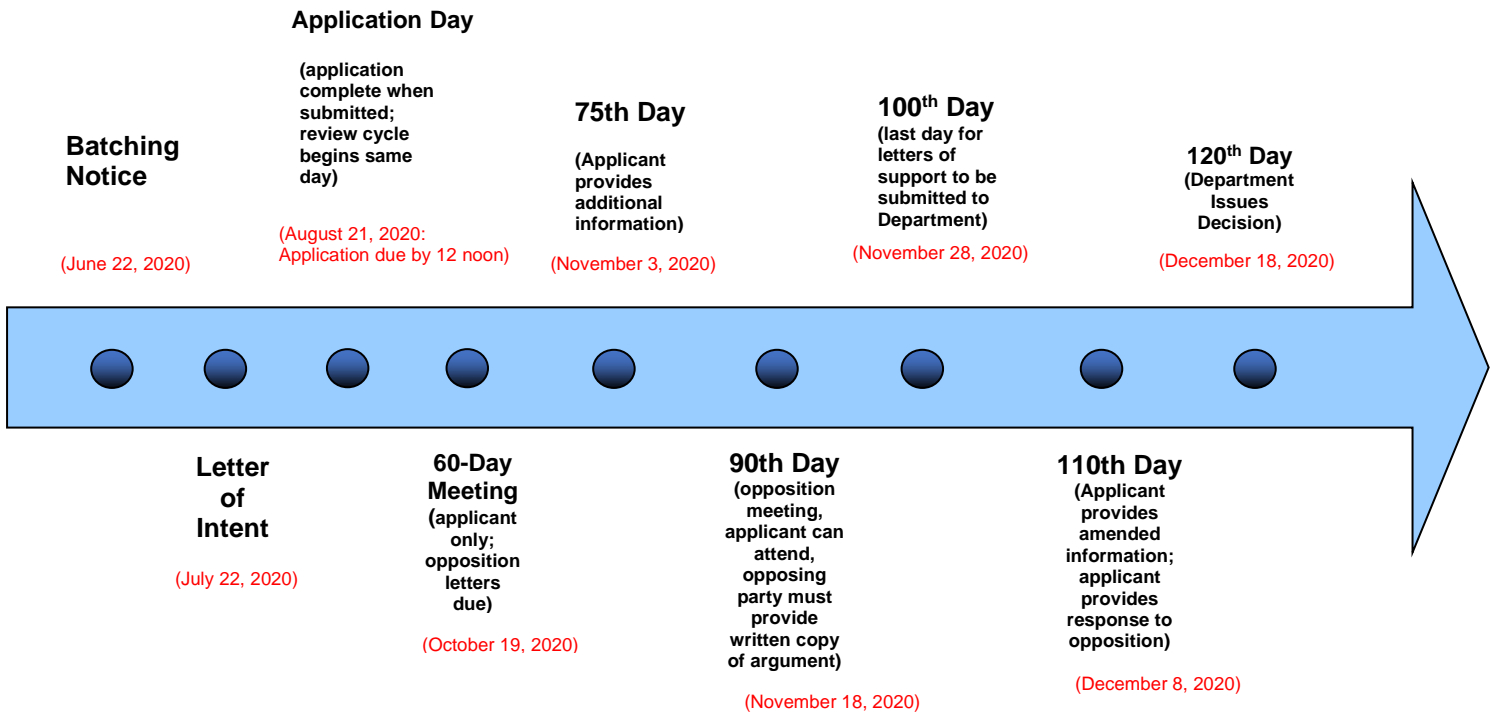 Batching
Notice
(June 22, 2020)
Letter
of
Intent
(July 22, 2020)
Application Day
(application
complete when
submitted;
review cycle
begins same
day)
(August 21, 2020:
Application due by 12 noon)
60-Day
Meeting
(applicant
only;
opposition
letters
due)
(October 19, 2020)
75th Day
(Applicant
provides
additional
information)
(November 3, 2020)
90th Day
(opposition
meeting,
applicant can
attend,
opposing
party must
provide
written copy
of argument)
(November 18, 2020)
100th Day
(last day for
letters of
support to be
submitted to
Department)
(November 28, 2020)
110th Day
(Applicant
provides
amended
information;
applicant
provides
response to
opposition)
(December 8, 2020)
120th Day
(Department
Issues
Decision)
(December 18, 2020)